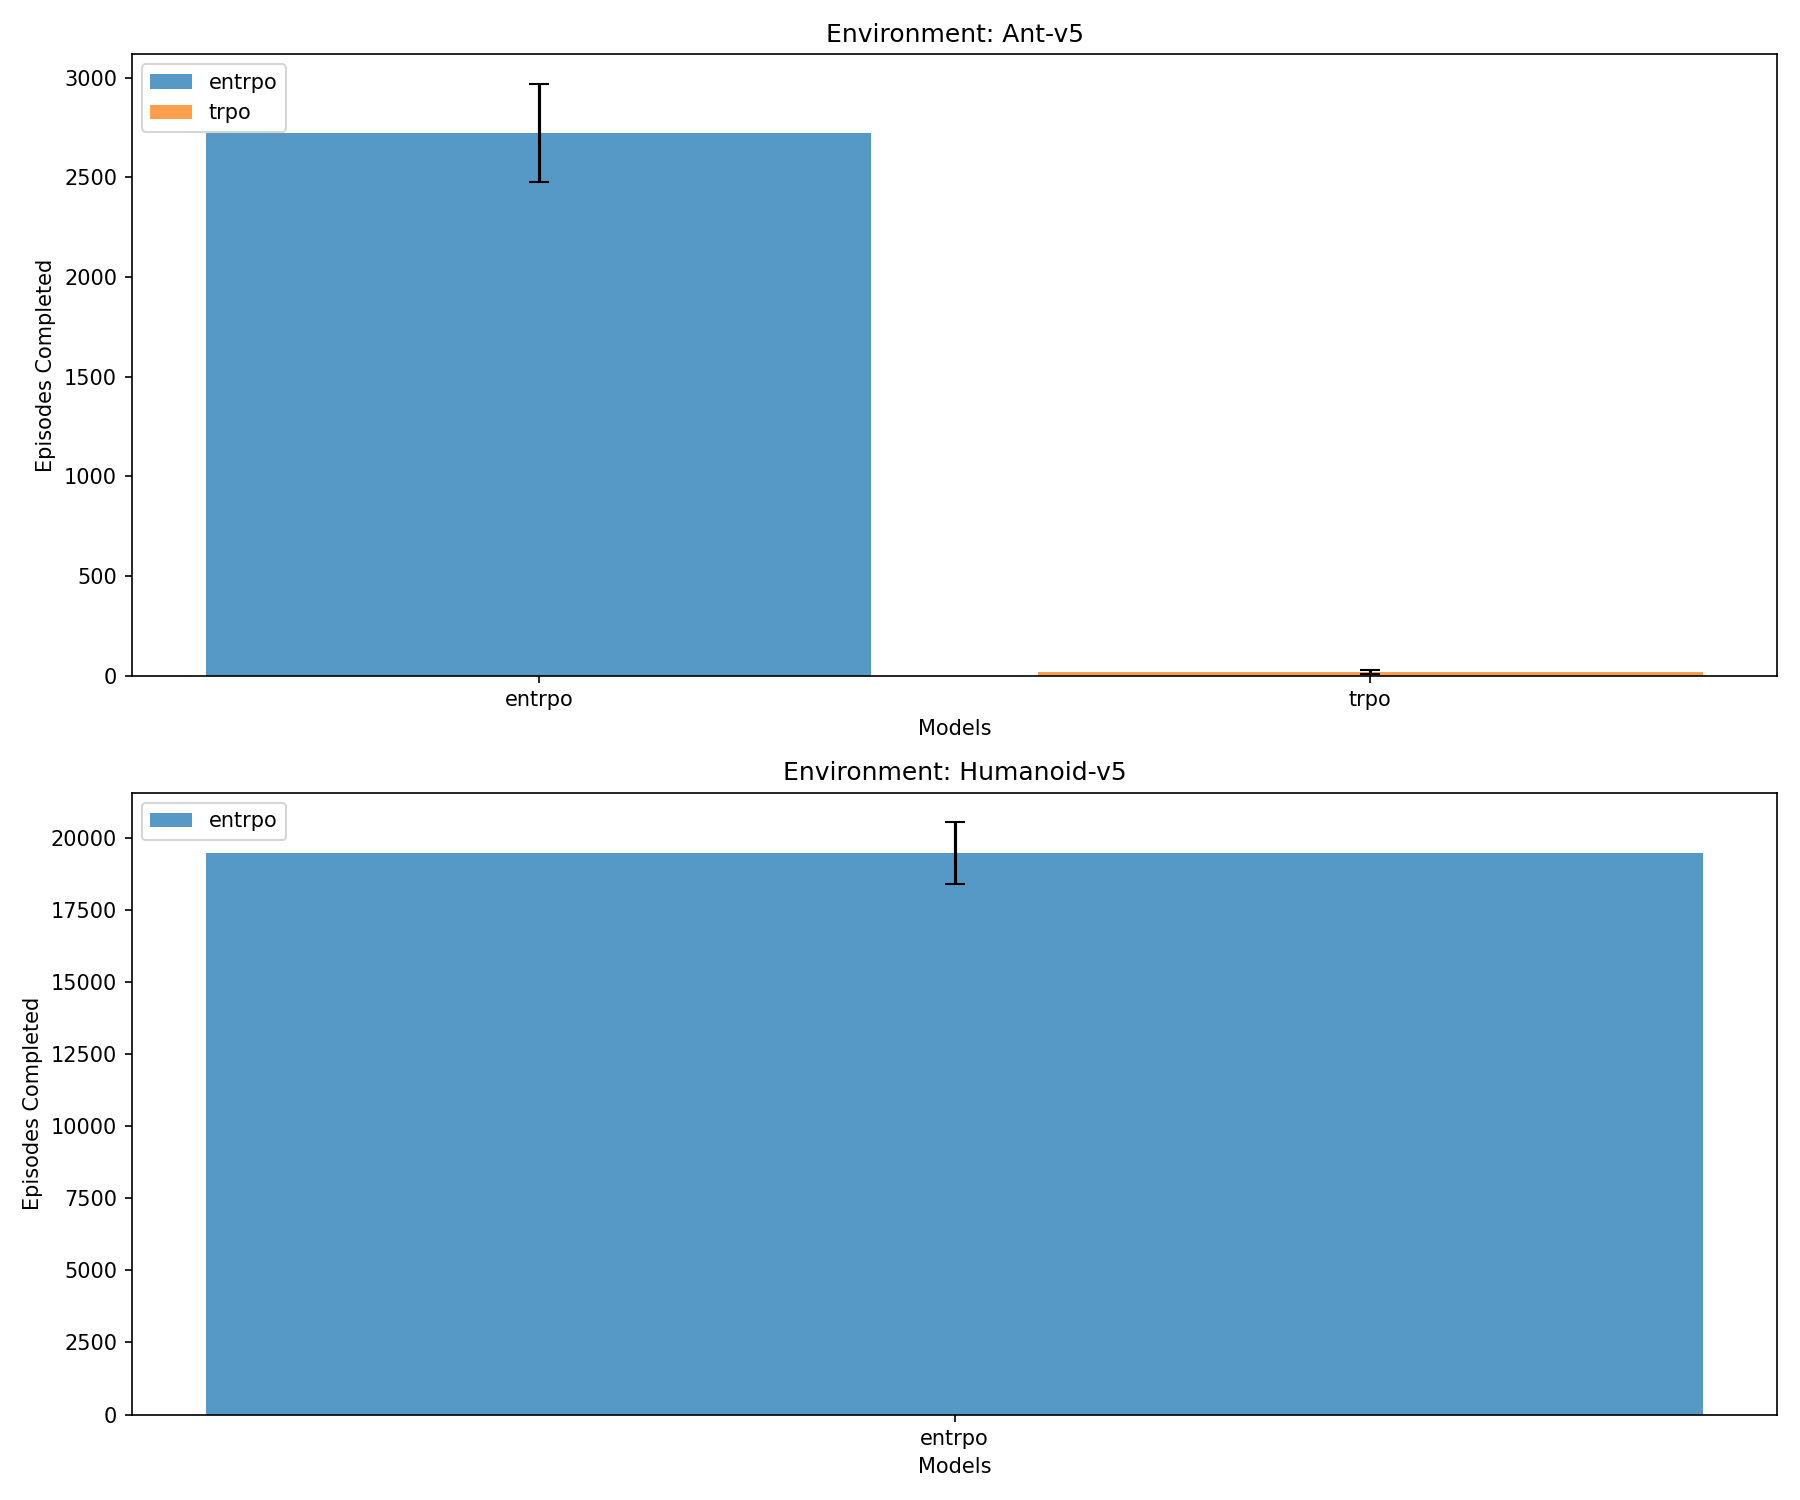 Environment: Ant-v5
entrpo
trpo
Episodes Completed
3000
2500
2000
1500
1000
500
0
entrpo
trpo
Models
Environment: Humanoid-v5
entrpo
Episodes Completed
20000
17500
15000
12500
10000
7500
5000
2500
0
entrpo
Models